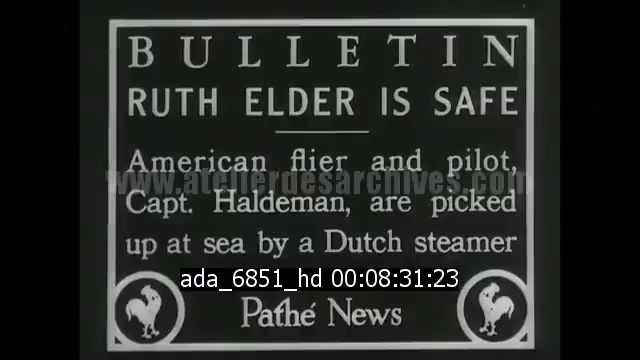 BULLETIN
RUTH ELDER IS SAFE
American flier and pilot,
www.atelierdesarchives.com
Capt. Haldeman, are picked
up at sea by a Dutch steamer
ada_6851_hd 00:08:31:23
Pathé News